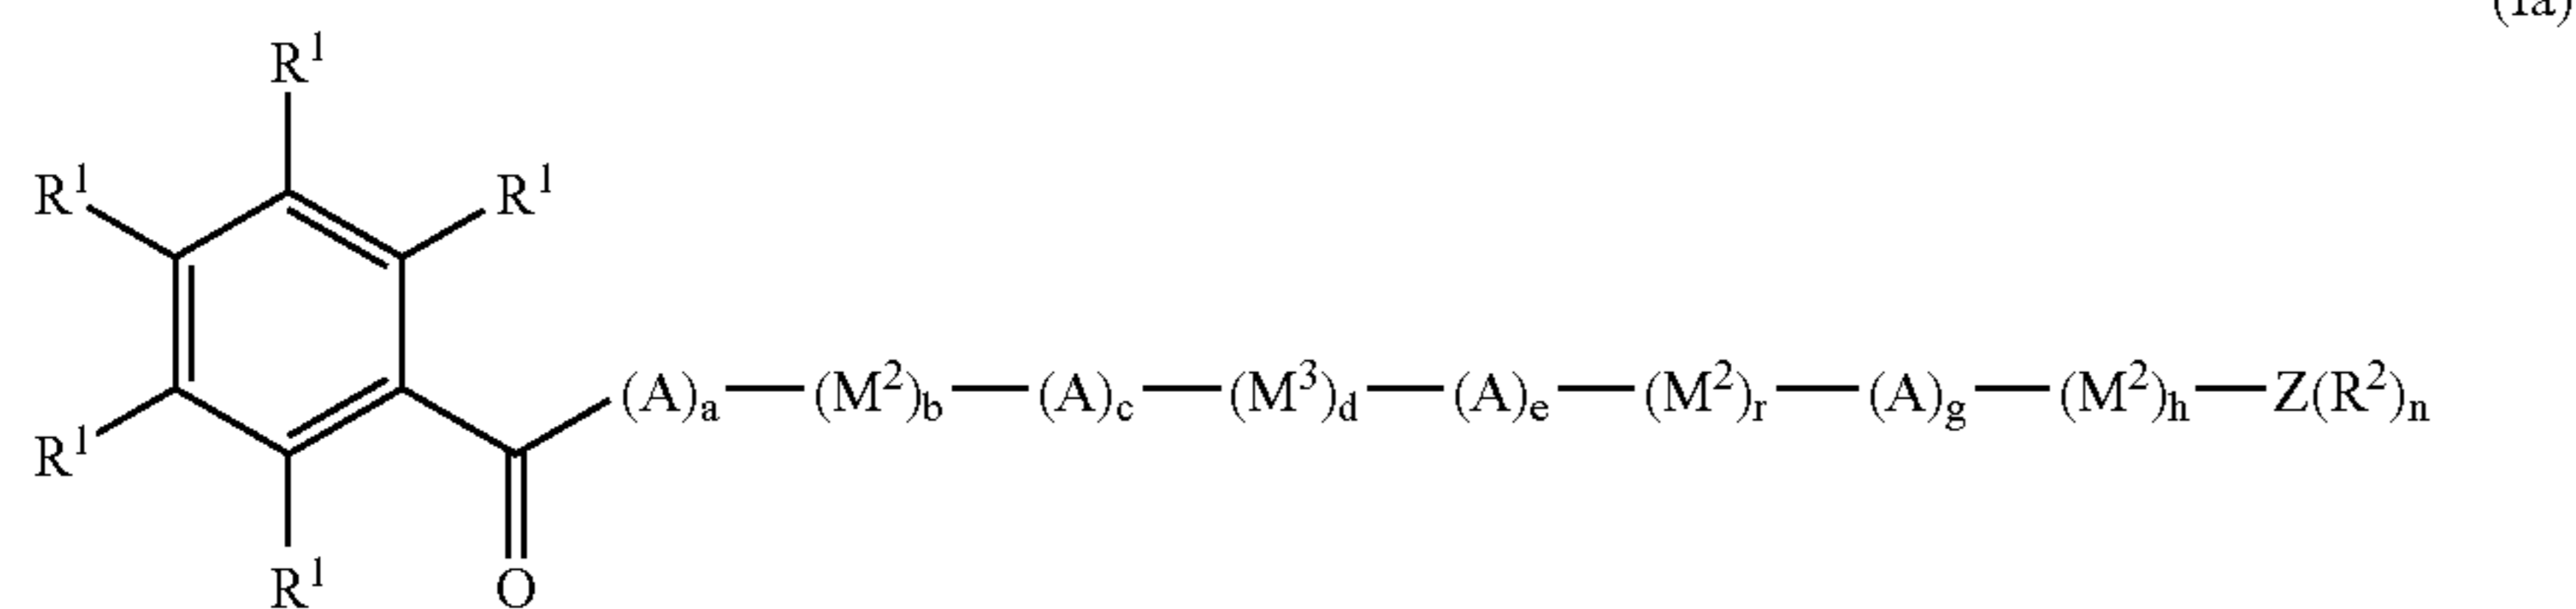 (Ia)
R¹
R¹ R¹
(A)ₐ—(M²)b—(A)c—(M³)d—(A)ₑ—(M²)ᵣ—(A)g—(M²)ₕ—Z(R²)ₙ
R¹
R¹ O